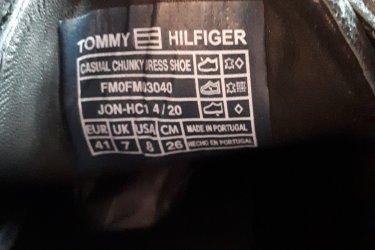 TOMMY HILFIGER
CASUAL CHUNKY DRESS SHOE
FM0FM03040
JON-HC1 4 / 20
EUR UK USA CM MADE IN PORTUGAL
41 7 8 26 HECHO EN PORTUGAL